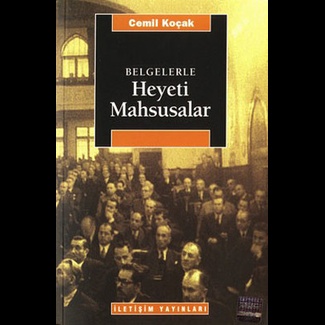 Cemil Koçak
BELGELERLE
Heyeti
Mahsusalar
İLETİŞİM YAYINLARI